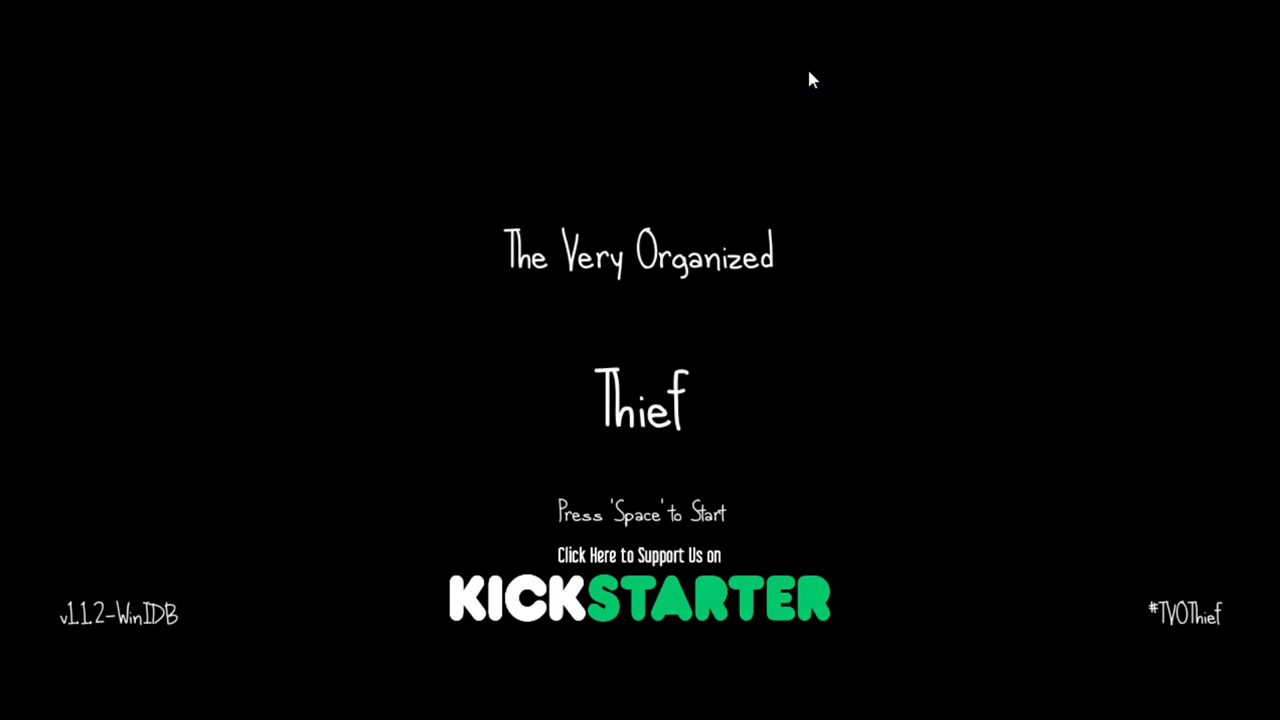 The Very Organized
Thief
Press 'Space' to Start
Click Here to Support Us on
KICKSTARTER
v1.1.2-WinIDB
#TVOThief